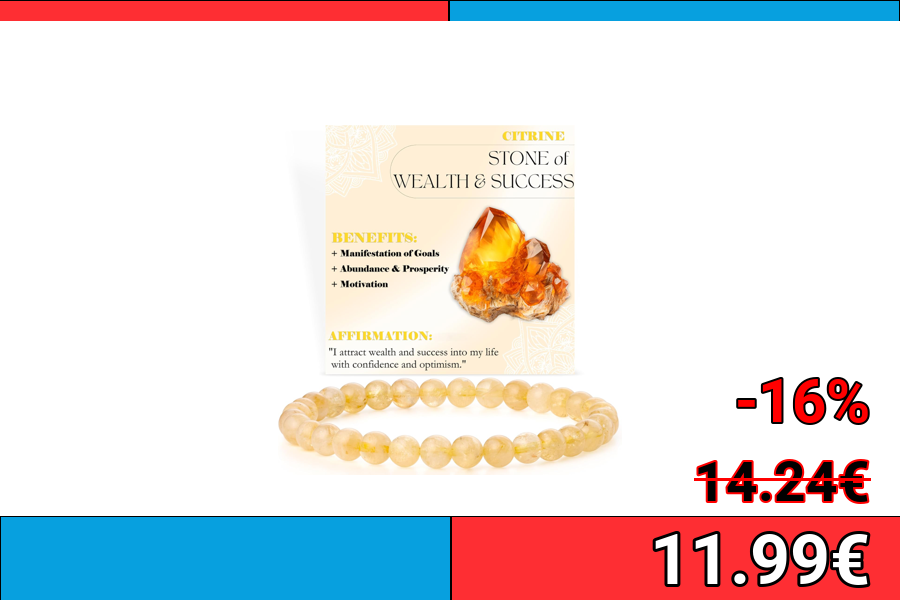 CITRINE
STONE of
WEALTH & SUCCESS
BENEFITS:
+ Manifestation of Goals
+ Abundance & Prosperity
+ Motivation
AFFIRMATION:
"I attract wealth and success into my life
with confidence and optimism."
-16%
14.24€
11.99€